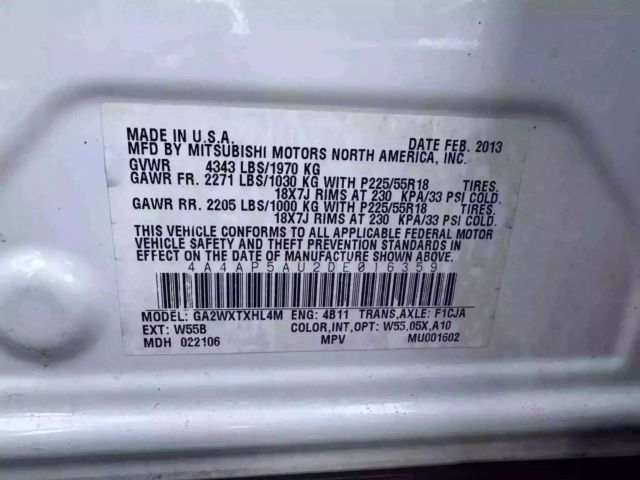 MADE IN U.S.A. DATE FEB. 2013
MFD BY MITSUBISHI MOTORS NORTH AMERICA, INC.
GVWR 4343 LBS/1970 KG
GAWR FR. 2271 LBS/1030 KG WITH P225/55R18 TIRES.
18X7J RIMS AT 230 KPA/33 PSI COLD.
GAWR RR. 2205 LBS/1000 KG WITH P225/55R18 TIRES.
18X7J RIMS AT 230 KPA/33 PSI COLD.
THIS VEHICLE CONFORMS TO ALL APPLICABLE FEDERAL MOTOR
VEHICLE SAFETY AND THEFT PREVENTION STANDARDS IN
EFFECT ON THE DATE OF MANUFACTURE SHOWN ABOVE.
4A4AP5AU2DE016359
MODEL: GA2WXTXHL4M ENG: 4B11 TRANS,AXLE: F1CJA
EXT: W55B COLOR,INT,OPT: W55,05X,A10
MDH 022106 MPV MU001602